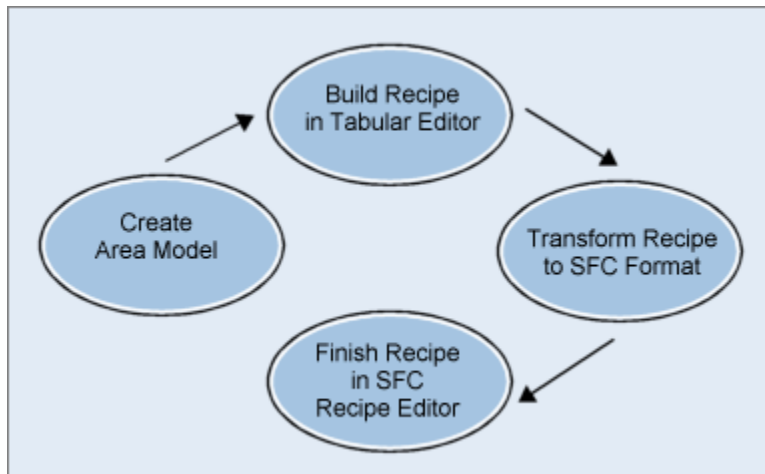 Build Recipe
in Tabular Editor
Create
Area Model
Transform Recipe
to SFC Format
Finish Recipe
in SFC
Recipe Editor